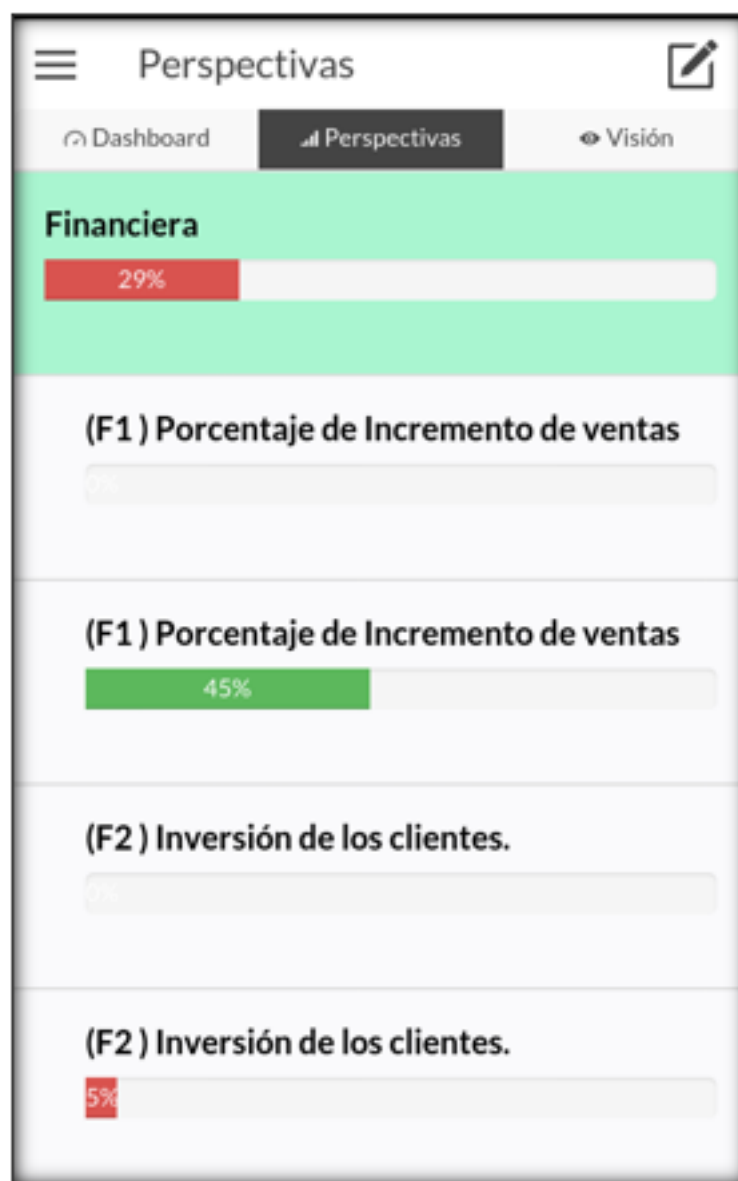 Perspectivas
Dashboard Perspectivas Visión
Financiera
29%
(F1 ) Porcentaje de Incremento de ventas
0%
(F1 ) Porcentaje de Incremento de ventas
45%
(F2 ) Inversión de los clientes.
0%
(F2 ) Inversión de los clientes.
5%